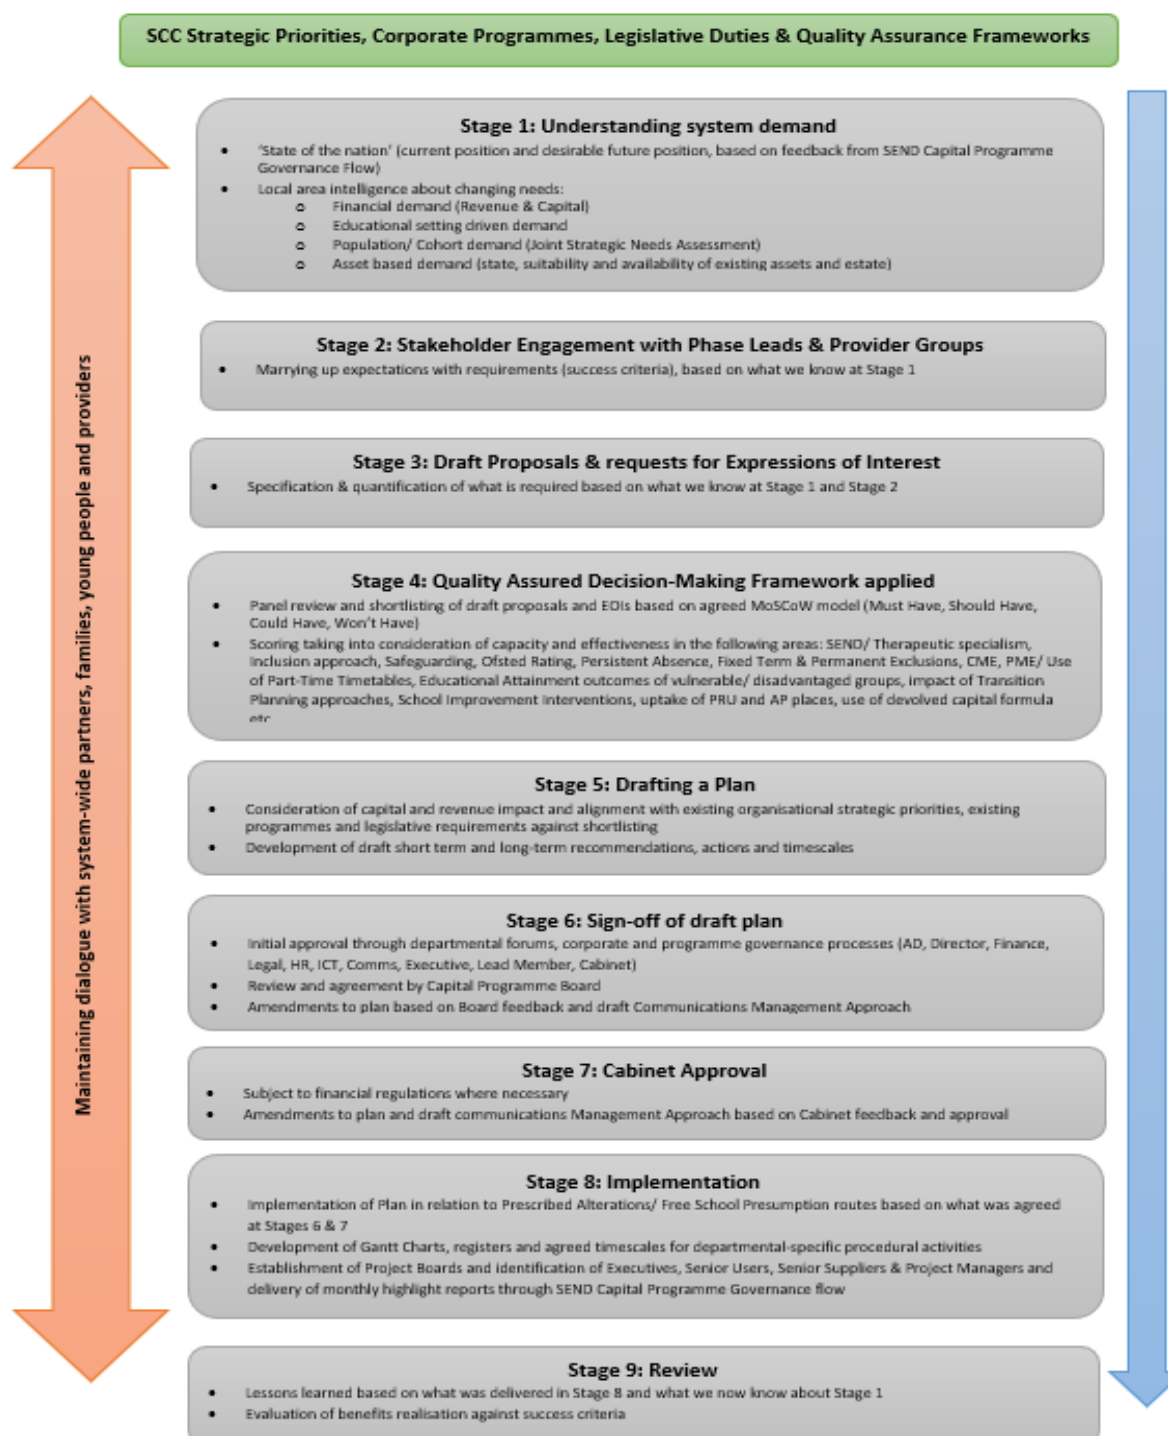 SCC Strategic Priorities, Corporate Programmes, Legislative Duties & Quality Assurance Frameworks
Maintaining dialogue with system-wide partners, families, young people and providers
Stage 1: Understanding system demand
• 'State of the nation' (current position and desirable future position, based on feedback from SEND Capital Programme
Governance Flow)
• Local area intelligence about changing needs:
o Financial demand (Revenue & Capital)
o Educational setting driven demand
o Population/ Cohort demand (Joint Strategic Needs Assessment)
o Asset based demand (state, suitability and availability of existing assets and estate)
Stage 2: Stakeholder Engagement with Phase Leads & Provider Groups
• Marrying up expectations with requirements (success criteria), based on what we know at Stage 1
Stage 3: Draft Proposals & requests for Expressions of Interest
• Specification & quantification of what is required based on what we know at Stage 1 and Stage 2
Stage 4: Quality Assured Decision-Making Framework applied
• Panel review and shortlisting of draft proposals and EOIs based on agreed MoSCoW model (Must Have, Should Have,
Could Have, Won't Have)
• Scoring taking into consideration of capacity and effectiveness in the following areas: SEND/ Therapeutic specialism,
Inclusion approach, Safeguarding, Ofsted Rating, Persistent Absence, Fixed Term & Permanent Exclusions, CME, PME/ Use
of Part-Time Timetables, Educational Attainment outcomes of vulnerable/ disadvantaged groups, impact of Transition
Planning approaches, School Improvement Interventions, uptake of PRU and AP places, use of devolved capital formula
etc
Stage 5: Drafting a Plan
• Consideration of capital and revenue impact and alignment with existing organisational strategic priorities, existing
programmes and legislative requirements against shortlisting
• Development of draft short term and long-term recommendations, actions and timescales
Stage 6: Sign-off of draft plan
• Initial approval through departmental forums, corporate and programme governance processes (AD, Director, Finance,
Legal, HR, ICT, Comms, Executive, Lead Member, Cabinet)
• Review and agreement by Capital Programme Board
• Amendments to plan based on Board feedback and draft Communications Management Approach
Stage 7: Cabinet Approval
• Subject to financial regulations where necessary
• Amendments to plan and draft communications Management Approach based on Cabinet feedback and approval
Stage 8: Implementation
• Implementation of Plan in relation to Prescribed Alterations/ Free School Presumption routes based on what was agreed
at Stages 6 & 7
• Development of Gantt Charts, registers and agreed timescales for departmental-specific procedural activities
• Establishment of Project Boards and identification of Executives, Senior Users, Senior Suppliers & Project Managers and
delivery of monthly highlight reports through SEND Capital Programme Governance flow
Stage 9: Review
• Lessons learned based on what was delivered in Stage 8 and what we now know about Stage 1
• Evaluation of benefits realisation against success criteria